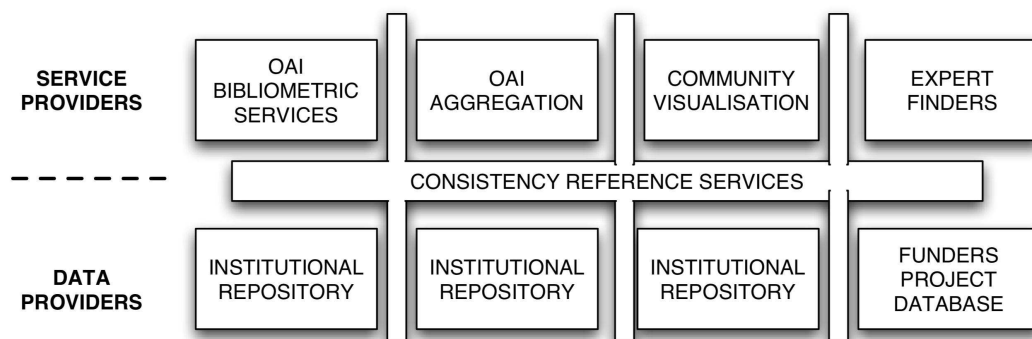 SERVICE
PROVIDERS
OAI
BIBLIOMETRIC
SERVICES
OAI
AGGREGATION
COMMUNITY
VISUALISATION
EXPERT
FINDERS
CONSISTENCY REFERENCE SERVICES
DATA
PROVIDERS
INSTITUTIONAL
REPOSITORY
INSTITUTIONAL
REPOSITORY
INSTITUTIONAL
REPOSITORY
FUNDERS
PROJECT
DATABASE